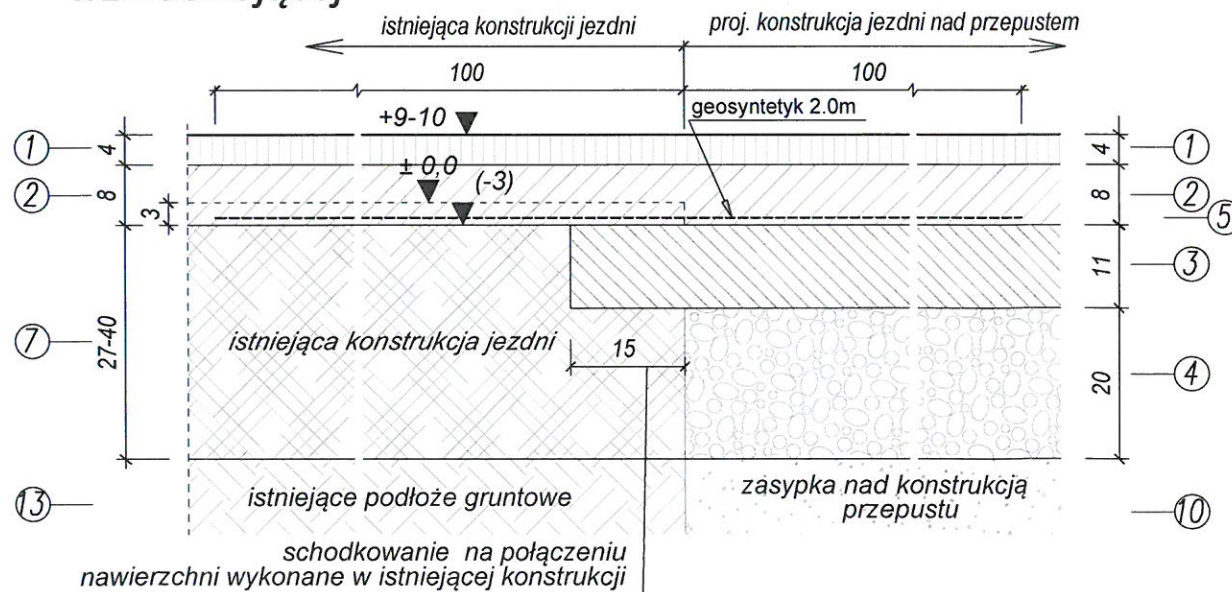 istniejąca konstrukcji jezdni
proj. konstrukcja jezdni nad przepustem
100
100
geosyntetyk 2.0m
+9-10
1
4
4
1
± 0,0
(-3)
2
8
3
8
2
5
11
3
7
27-40
istniejąca konstrukcja jezdni
15
20
4
13
istniejące podłoże gruntowe
zasypka nad konstrukcją
przepustu
10
schodkowanie na połączeniu
nawierzchni wykonane w istniejącej konstrukcji